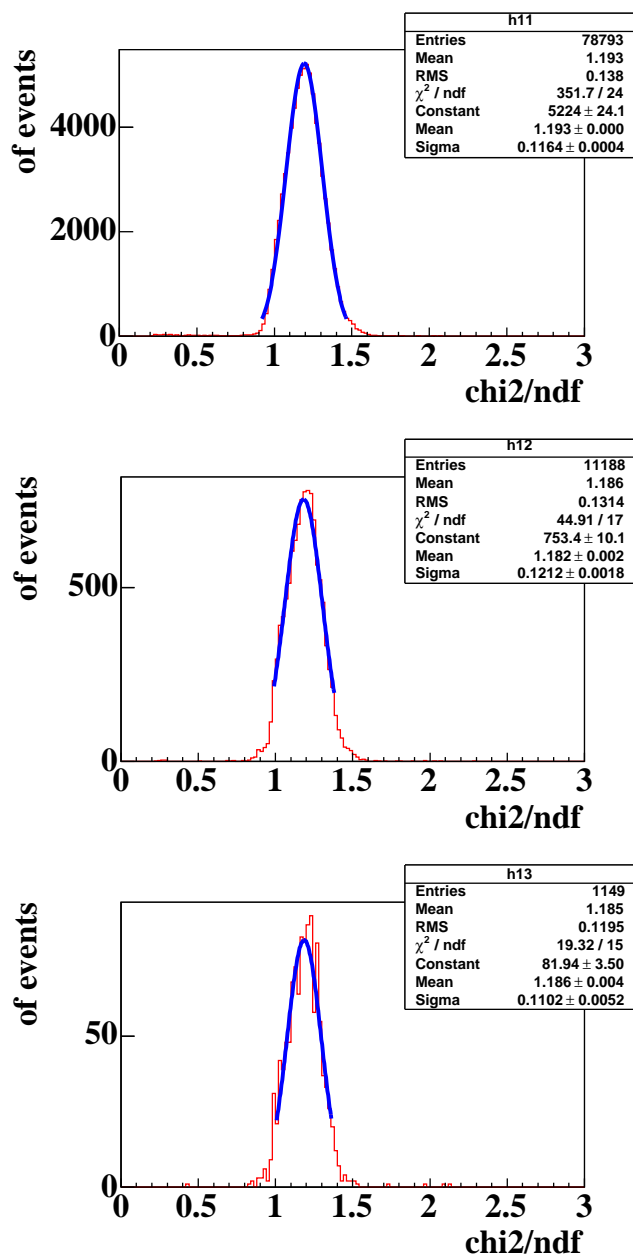 h11
Entries 78793
Mean 1.193
RMS 0.138
χ² / ndf 351.7 / 24
Constant 5224 ± 24.1
Mean 1.193 ± 0.000
Sigma 0.1164 ± 0.0004
of events
4000
2000
0
0 0.5 1 1.5 2 2.5 3
chi2/ndf
h12
Entries 11188
Mean 1.186
RMS 0.1314
χ² / ndf 44.91 / 17
Constant 753.4 ± 10.1
Mean 1.182 ± 0.002
Sigma 0.1212 ± 0.0018
of events
500
0
0 0.5 1 1.5 2 2.5 3
chi2/ndf
h13
Entries 1149
Mean 1.185
RMS 0.1195
χ² / ndf 19.32 / 15
Constant 81.94 ± 3.50
Mean 1.186 ± 0.004
Sigma 0.1102 ± 0.0052
of events
50
0
0 0.5 1 1.5 2 2.5 3
chi2/ndf